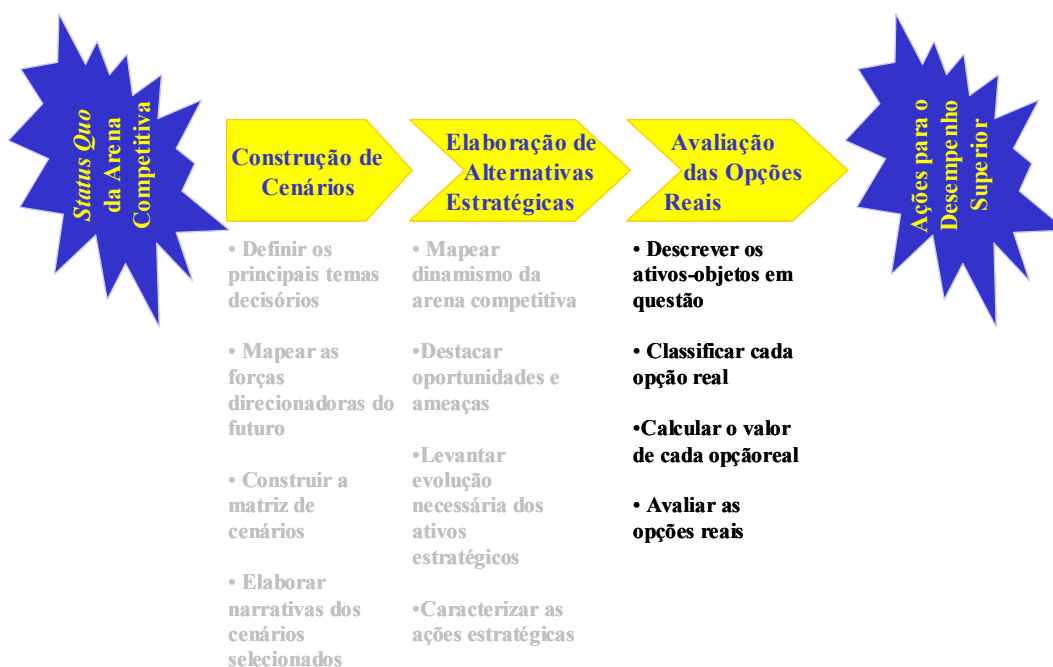 Status Quo
da Arena
Competitiva
Construção de
Cenários
• Definir os
principais temas
decisórios
• Mapear as
forças
direcionadoras do
futuro
• Construir a
matriz de
cenários
• Elaborar
narrativas dos
cenários
selecionados
Elaboração de
Alternativas
Estratégicas
• Mapear
dinamismo da
arena competitiva
•Destacar
oportunidades e
ameaças
•Levantar
evolução
necessária dos
ativos
estratégicos
•Caracterizar as
ações estratégicas
Avaliação
das Opções
Reais
• Descrever os
ativos-objetos em
questão
• Classificar cada
opção real
•Calcular o valor
de cada opçãoreal
• Avaliar as
opções reais
Ações para o
Desempenho
Superior